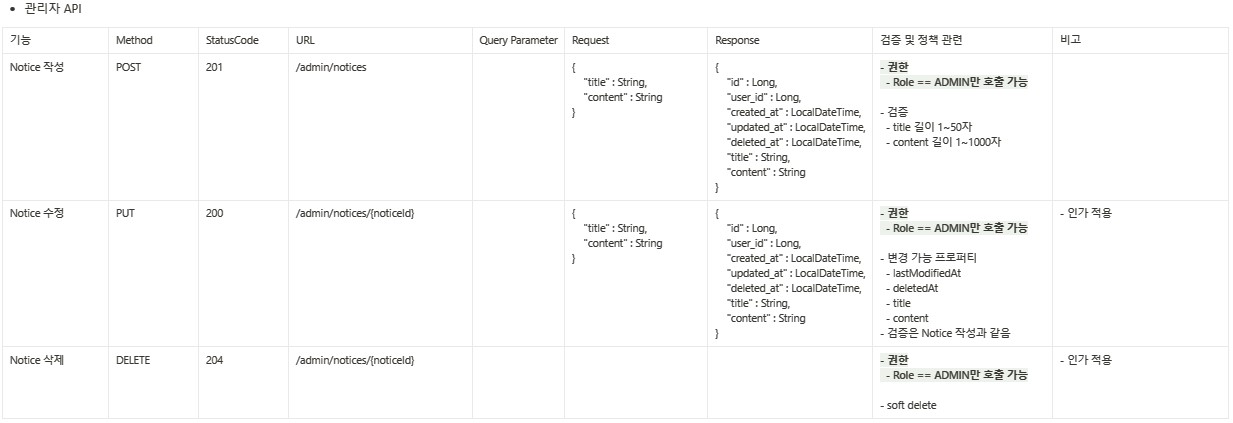 • 관리자 API
기능 Method StatusCode URL Query Parameter Request Response 검증 및 정책 관련 비고
Notice 작성 POST 201 /admin/notices
{
"title" : String,
"content" : String
}
{
"id" : Long,
"user_id" : Long,
"created_at" : LocalDateTime,
"updated_at" : LocalDateTime,
"deleted_at" : LocalDateTime,
"title" : String,
"content" : String
}
- 권한
- Role == ADMIN만 호출 가능
- 검증
- title 길이 1~50자
- content 길이 1~1000자
Notice 수정 PUT 200 /admin/notices/{noticeId}
{
"title" : String,
"content" : String
}
{
"id" : Long,
"user_id" : Long,
"created_at" : LocalDateTime,
"updated_at" : LocalDateTime,
"deleted_at" : LocalDateTime,
"title" : String,
"content" : String
}
- 권한
- Role == ADMIN만 호출 가능
- 변경 가능 프로퍼티
- lastModifiedAt
- deletedAt
- title
- content
- 검증은 Notice 작성과 같음
- 인가 적용
Notice 삭제 DELETE 204 /admin/notices/{noticeId}
- 권한
- Role == ADMIN만 호출 가능
- soft delete
- 인가 적용